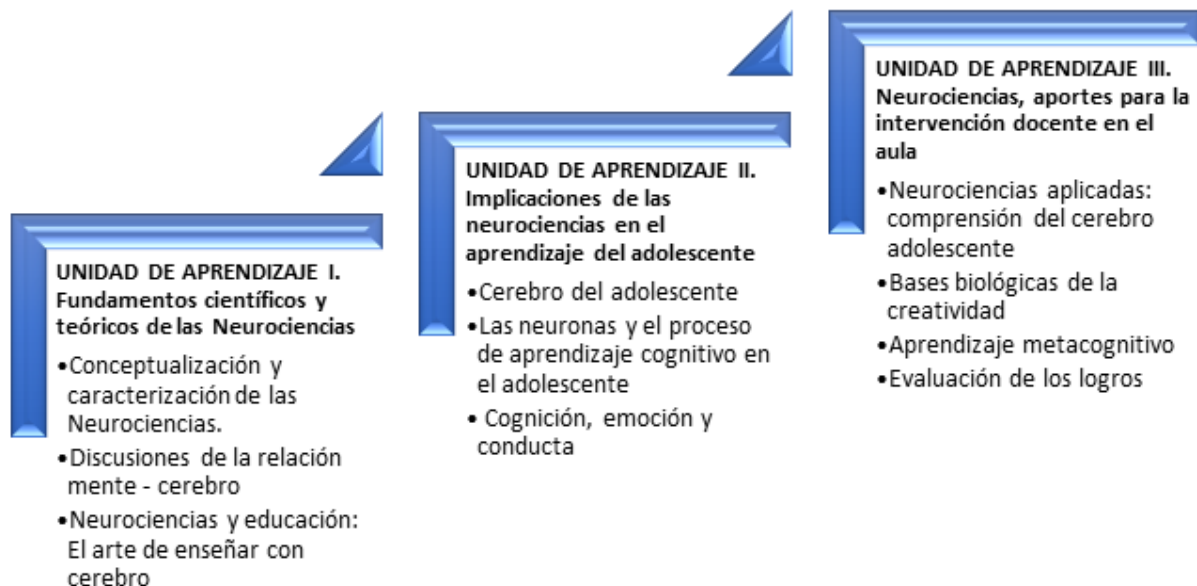 UNIDAD DE APRENDIZAJE I.
Fundamentos científicos y
teóricos de las Neurociencias
•Conceptualización y
caracterización de las
Neurociencias.
•Discusiones de la relación
mente - cerebro
•Neurociencias y educación:
El arte de enseñar con
cerebro
UNIDAD DE APRENDIZAJE II.
Implicaciones de las
neurociencias en el
aprendizaje del adolescente
•Cerebro del adolescente
•Las neuronas y el proceso
de aprendizaje cognitivo en
el adolescente
• Cognición, emoción y
conducta
UNIDAD DE APRENDIZAJE III.
Neurociencias, aportes para la
intervención docente en el
aula
•Neurociencias aplicadas:
comprensión del cerebro
adolescente
•Bases biológicas de la
creatividad
•Aprendizaje metacognitivo
•Evaluación de los logros